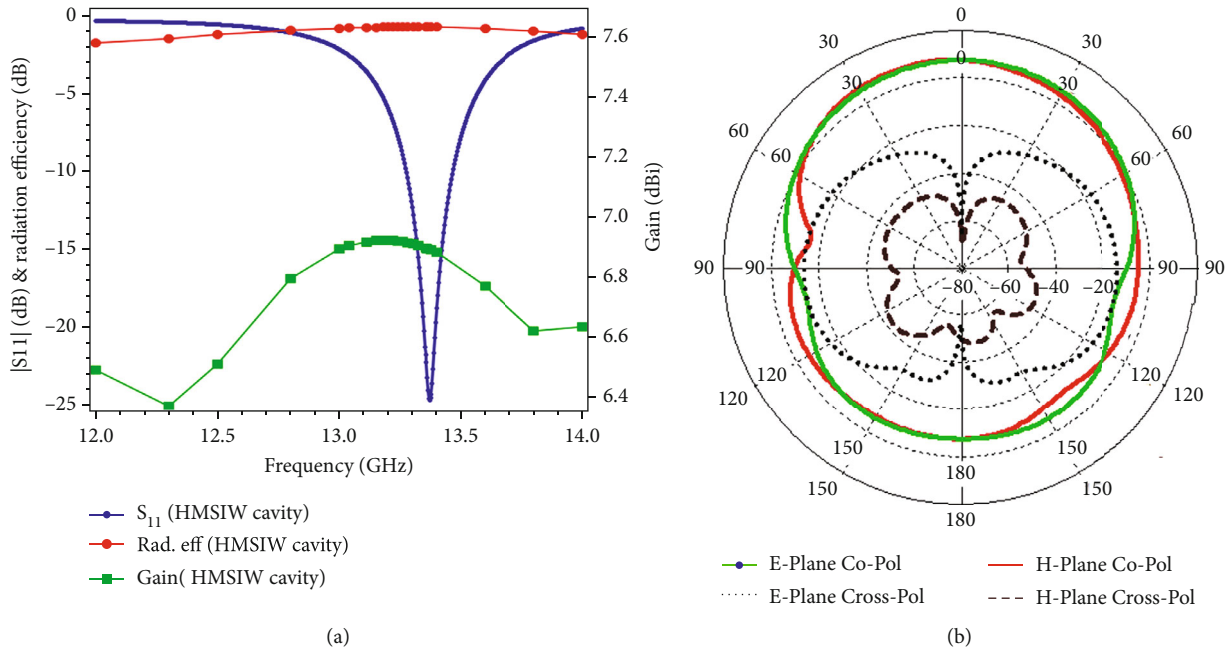 0
−5
−10
−15
−20
−25
|S11| (dB) & radiation efficiency (dB)
7.6
7.4
7.2
7.0
6.8
6.6
6.4
Gain (dBi)
12.0 12.5 13.0 13.5 14.0
Frequency (GHz)
S11 (HMSIW cavity)
Rad. eff (HMSIW cavity)
Gain( HMSIW cavity)
(a)
0
30 0 30
30 30
60 60
60 60
90 −90 −80 −60 −40 −20 90 90
120 120
120 120
150 150
150 180 150
180
E-Plane Co-Pol H-Plane Co-Pol
E-Plane Cross-Pol H-Plane Cross-Pol
(b)